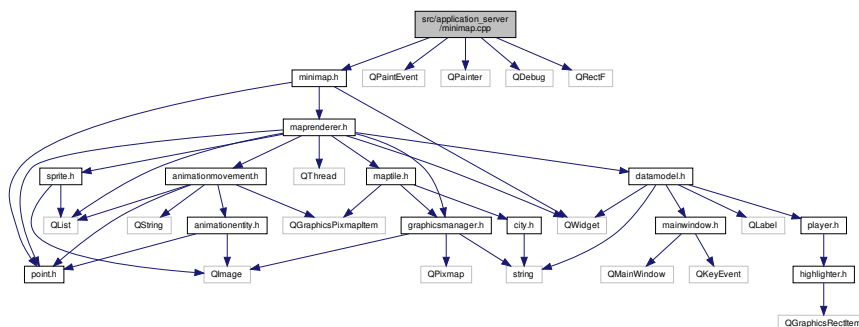 src/application_server
/minimap.cpp
minimap.h
QPaintEvent
QPainter
QDebug
QRectF
maprenderer.h
sprite.h
animationmovement.h
QThread
maptile.h
datamodel.h
QList
QString
animationentity.h
QGraphicsPixmapItem
graphicsmanager.h
city.h
QWidget
mainwindow.h
QLabel
player.h
point.h
QImage
QPixmap
string
QMainWindow
QKeyEvent
highlighter.h
QGraphicsRectItem